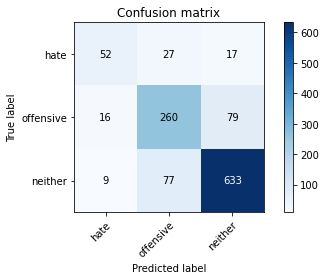 Confusion matrix
True label
hate
52
27
17
offensive
16
260
79
neither
9
77
633
hate
offensive
neither
Predicted label
600
500
400
300
200
100